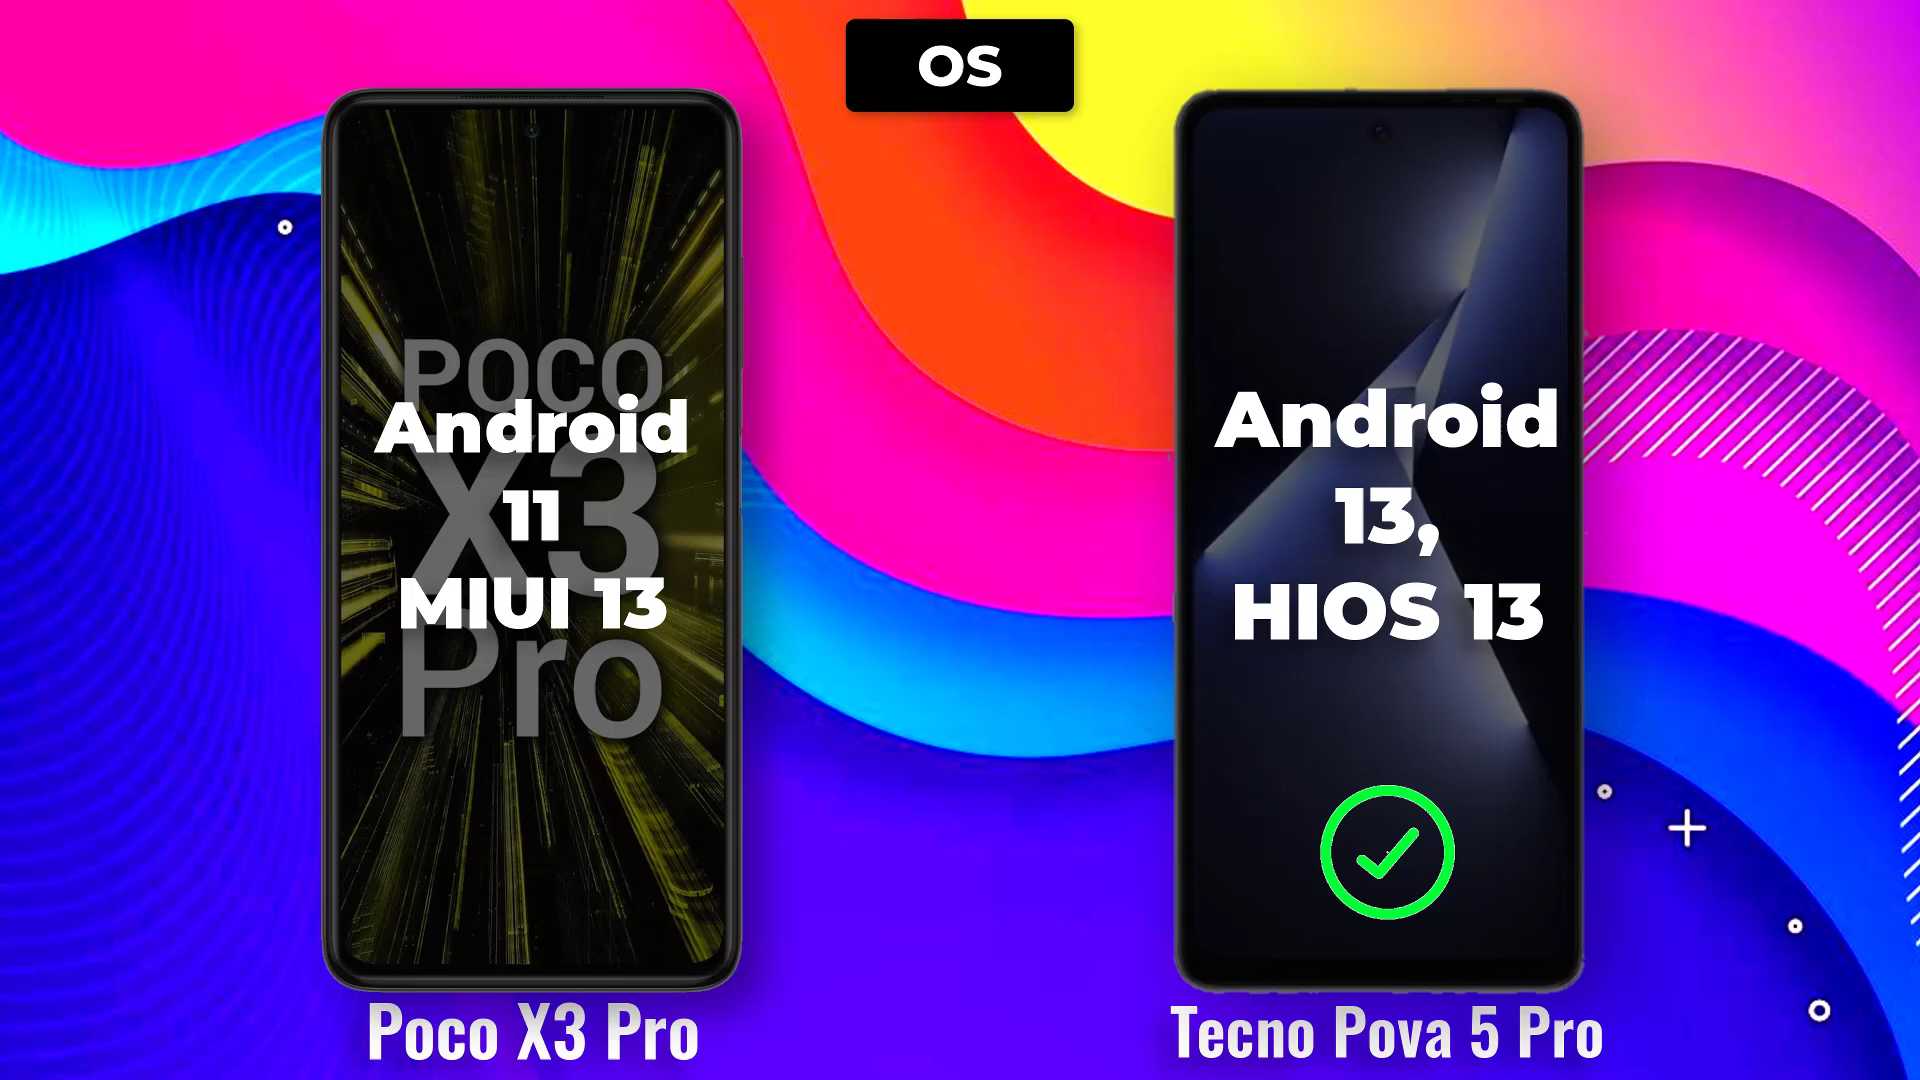 OS
POCO
X3
Pro
Android
11
MIUI 13
Android
13,
HIOS 13
Poco X3 Pro
Tecno Pova 5 Pro